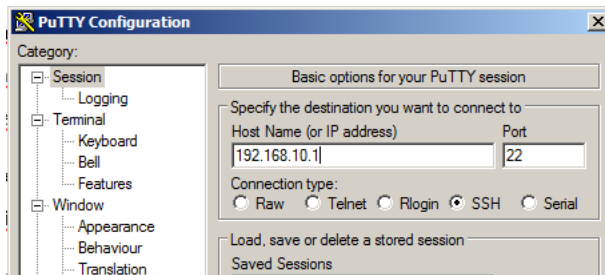 PuTTY Configuration
Category:
Session
Logging
Terminal
Keyboard
Bell
Features
Window
Appearance
Behaviour
Translation
Basic options for your PuTTY session
Specify the destination you want to connect to
Host Name (or IP address) Port
192.168.10.1 22
Connection type:
Raw Telnet Rlogin SSH Serial
Load, save or delete a stored session
Saved Sessions